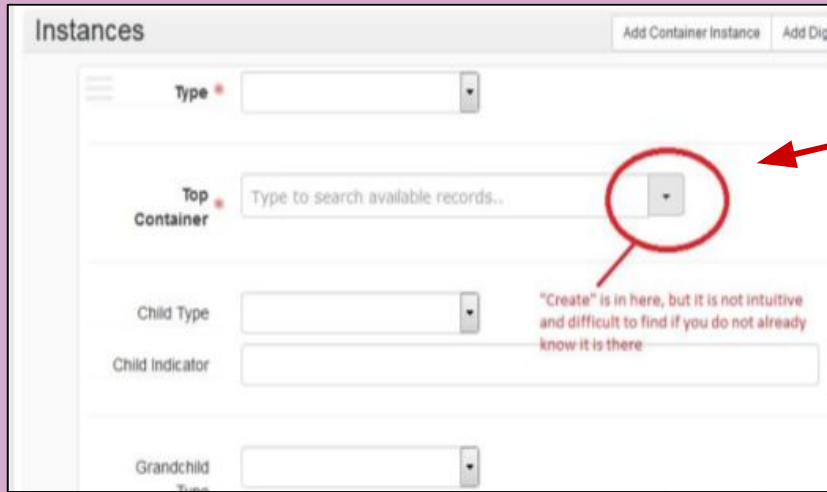 Instances
Add Container Instance
Type *
Top
Container *
Type to search available records..
"Create" is in here, but it is not intuitive
and difficult to find if you do not already
know it is there
Child Type
Child Indicator
Grandchild